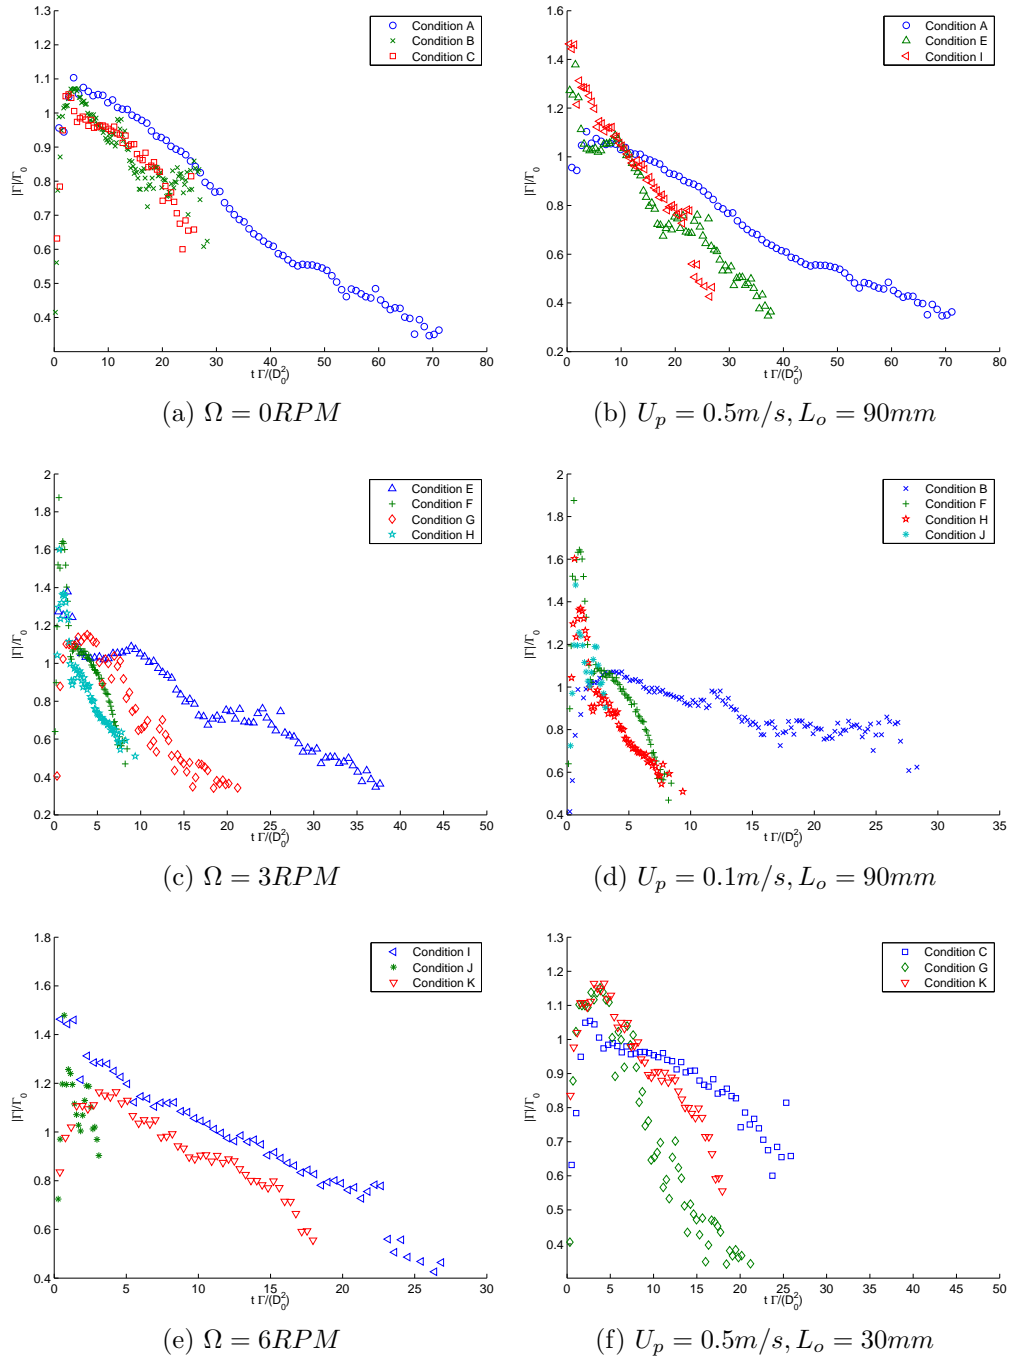 1.3
1.2
1.1
1
0.9
0.8
0.7
0.6
0.5
0.4
|Γ|/Γ₀
0 10 20 30 40 50 60 70 80
t Γ/(D₀²)
Condition A
Condition B
Condition C
(a) Ω = 0RPM
1.6
1.4
1.2
1
0.8
0.6
0.4
0.2
|Γ|/Γ₀
0 10 20 30 40 50 60 70 80
t Γ/(D₀²)
Condition A
Condition E
Condition I
(b) Uₚ = 0.5m/s, Lₒ = 90mm
2
1.8
1.6
1.4
1.2
1
0.8
0.6
0.4
0.2
|Γ|/Γ₀
0 5 10 15 20 25 30 35 40 45 50
t Γ/(D₀²)
Condition E
Condition F
Condition G
Condition H
(c) Ω = 3RPM
2
1.8
1.6
1.4
1.2
1
0.8
0.6
0.4
|Γ|/Γ₀
0 5 10 15 20 25 30 35
t Γ/(D₀²)
Condition B
Condition F
Condition H
Condition J
(d) Uₚ = 0.1m/s, Lₒ = 90mm
1.8
1.6
1.4
1.2
1
0.8
0.6
0.4
|Γ|/Γ₀
0 5 10 15 20 25 30
t Γ/(D₀²)
Condition I
Condition J
Condition K
(e) Ω = 6RPM
1.3
1.2
1.1
1
0.9
0.8
0.7
0.6
0.5
0.4
|Γ|/Γ₀
0 10 20 30 40 50
t Γ/(D₀²)
Condition C
Condition G
Condition K
(f) Uₚ = 0.5m/s, Lₒ = 30mm